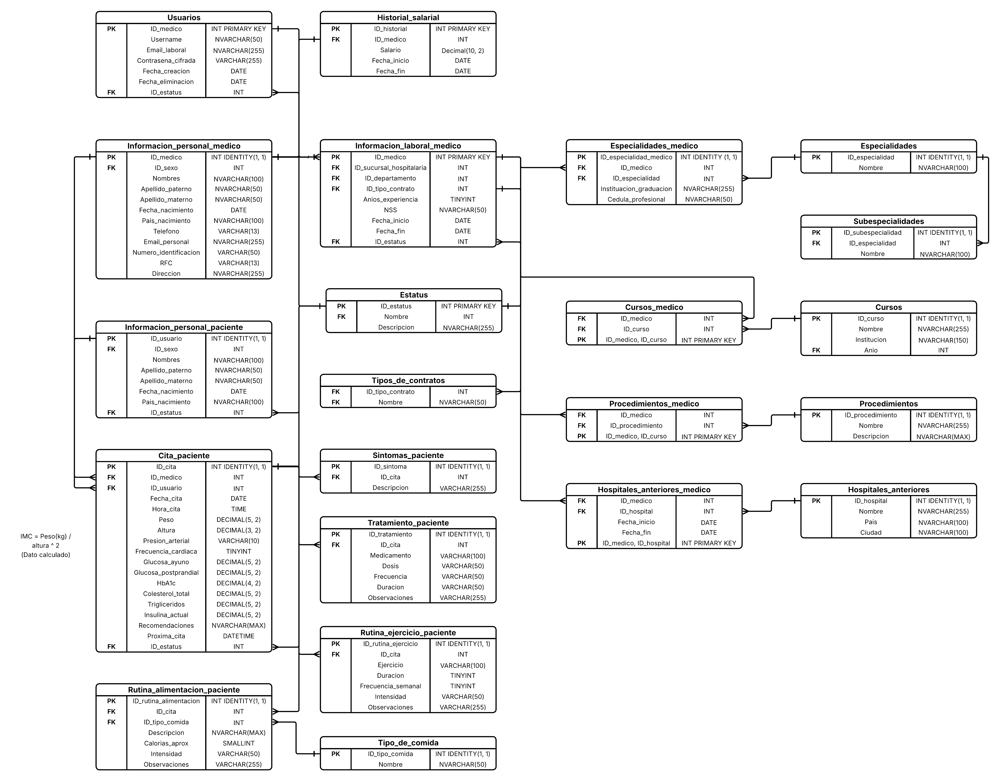 Usuarios
PK ID_medico INT PRIMARY KEY
Username NVARCHAR(50)
Email_laboral NVARCHAR(255)
Contrasena_cifrada VARCHAR(255)
Fecha_creacion DATE
Fecha_eliminacion DATE
FK ID_estatus INT
Historial_salarial
PK ID_historial INT PRIMARY KEY
FK ID_medico INT
Salario Decimal(10, 2)
Fecha_inicio DATE
Fecha_fin DATE
Informacion_personal_medico
PK ID_medico INT IDENTITY(1, 1)
FK ID_sexo INT
Nombres NVARCHAR(100)
Apellido_paterno NVARCHAR(50)
Apellido_materno NVARCHAR(50)
Fecha_nacimiento DATE
Pais_nacimiento NVARCHAR(100)
Telefono VARCHAR(13)
Email_personal NVARCHAR(255)
Numero_identificacion VARCHAR(50)
RFC VARCHAR(13)
Direccion NVARCHAR(255)
Informacion_laboral_medico
PK ID_medico INT PRIMARY KEY
FK ID_sucursal_hospitalaria INT
FK ID_departamento INT
FK ID_tipo_contrato INT
Anios_experiencia TINYINT
NSS NVARCHAR(50)
Fecha_inicio DATE
Fecha_fin DATE
FK ID_estatus INT
Especialidades_medico
PK ID_especialidad_medico INT IDENTITY (1, 1)
FK ID_medico INT
FK ID_especialidad INT
Instituacion_graduacion NVARCHAR(255)
Cedula_profesional NVARCHAR(50)
Especialidades
PK ID_especialidad INT IDENTITY(1, 1)
Nombre NVARCHAR(100)
Subespecialidades
PK ID_subespecialidad INT IDENTITY(1, 1)
FK ID_especialidad INT
Nombre NVARCHAR(100)
Estatus
PK ID_estatus INT PRIMARY KEY
FK Nombre INT
Descripcion NVARCHAR(255)
Cursos_medico
FK ID_medico INT
FK ID_curso INT
PK ID_medico, ID_curso INT PRIMARY KEY
Cursos
PK ID_curso INT IDENTITY(1, 1)
Nombre NVARCHAR(255)
Institucion NVARCHAR(150)
FK Anio INT
Informacion_personal_paciente
PK ID_usuario INT IDENTITY(1, 1)
FK ID_sexo INT
Nombres NVARCHAR(100)
Apellido_paterno NVARCHAR(50)
Apellido_materno NVARCHAR(50)
Fecha_nacimiento DATE
Pais_nacimiento NVARCHAR(100)
FK ID_estatus INT
Tipos_de_contratos
FK ID_tipo_contrato INT
FK Nombre NVARCHAR(50)
Procedimientos_medico
FK ID_medico INT
FK ID_procedimiento INT
PK ID_medico, ID_curso INT PRIMARY KEY
Procedimientos
PK ID_procedimiento INT IDENTITY(1, 1)
Nombre NVARCHAR(255)
Descripcion NVARCHAR(MAX)
Cita_paciente
PK ID_cita INT IDENTITY(1, 1)
FK ID_medico INT
FK ID_usuario INT
Fecha_cita DATE
Hora_cita TIME
Peso DECIMAL(5, 2)
Altura DECIMAL(3, 2)
Presion_arterial VARCHAR(10)
Frecuencia_cardiaca TINYINT
Glucosa_ayuno DECIMAL(5, 2)
Glucosa_postprandial DECIMAL(5, 2)
HbA1c DECIMAL(4, 2)
Colesterol_total DECIMAL(5, 2)
Trigliceridos DECIMAL(5, 2)
Insulina_actual DECIMAL(5, 2)
Recomendaciones NVARCHAR(MAX)
Proxima_cita DATETIME
FK ID_estatus INT
IMC = Peso(kg) /
altura ^ 2
(Dato calculado)
Sintomas_paciente
PK ID_sintoma INT IDENTITY(1, 1)
FK ID_cita INT
Descripcion VARCHAR(255)
Hospitales_anteriores_medico
FK ID_medico INT
FK ID_hospital INT
Fecha_inicio DATE
Fecha_fin DATE
PK ID_medico, ID_hospital INT PRIMARY KEY
Hospitales_anteriores
PK ID_hospital INT IDENTITY(1, 1)
Nombre NVARCHAR(255)
Pais NVARCHAR(100)
Ciudad NVARCHAR(100)
Tratamiento_paciente
PK ID_tratamiento INT IDENTITY(1, 1)
FK ID_cita INT
Medicamento VARCHAR(100)
Dosis VARCHAR(50)
Frecuencia VARCHAR(50)
Duracion VARCHAR(50)
Observaciones VARCHAR(255)
Rutina_ejercicio_paciente
PK ID_rutina_ejercicio INT IDENTITY(1, 1)
FK ID_cita INT
Ejercicio VARCHAR(100)
Duracion TINYINT
Frecuencia_semanal TINYINT
Intensidad VARCHAR(50)
Observaciones VARCHAR(255)
Rutina_alimentacion_paciente
PK ID_rutina_alimentacion INT IDENTITY(1, 1)
FK ID_cita INT
FK ID_tipo_comida INT
Descripcion NVARCHAR(MAX)
Calorias_aprox SMALLINT
Intensidad VARCHAR(50)
Observaciones VARCHAR(255)
Tipo_de_comida
PK ID_tipo_comida INT IDENTITY(1, 1)
Nombre NVARCHAR(50)